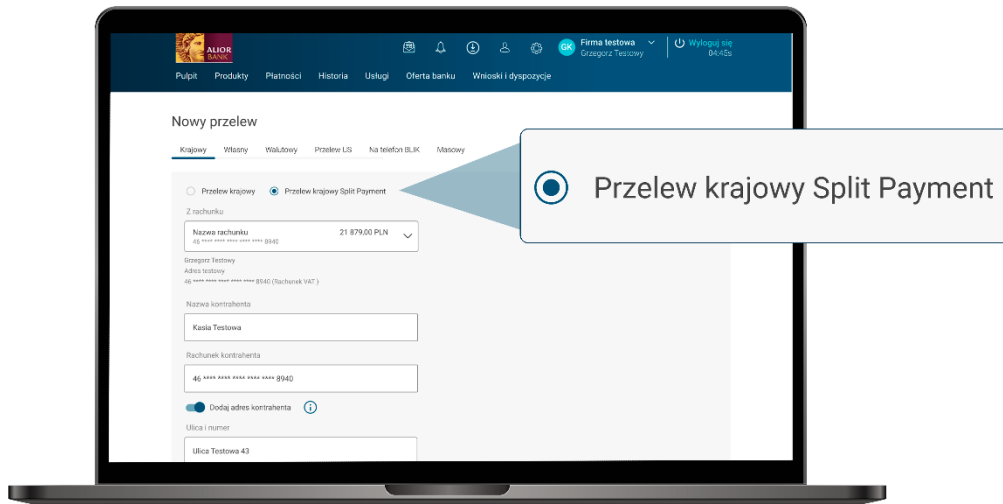 ALIOR
BANK
GK
Firma testowa
Grzegorz Testowy
Wyloguj się
04:45s
Pulpit Produkty Płatności Historia Usługi Oferta banku Wnioski i dyspozycje
Nowy przelew
Krajowy Własny Walutowy Przelew US Na telefon BLIK Masowy
Przelew krajowy Przelew krajowy Split Payment
Przelew krajowy Split Payment
Z rachunku
Nazwa rachunku 21 879,00 PLN
46 **** **** **** **** **** 8940
Grzegorz Testowy
Adres testowy
46 **** **** **** **** **** 8940 (Rachunek VAT )
Nazwa kontrahenta
Kasia Testowa
Rachunek kontrahenta
46 **** **** **** **** **** 8940
Dodaj adres kontrahenta
Ulica i numer
Ulica Testowa 43